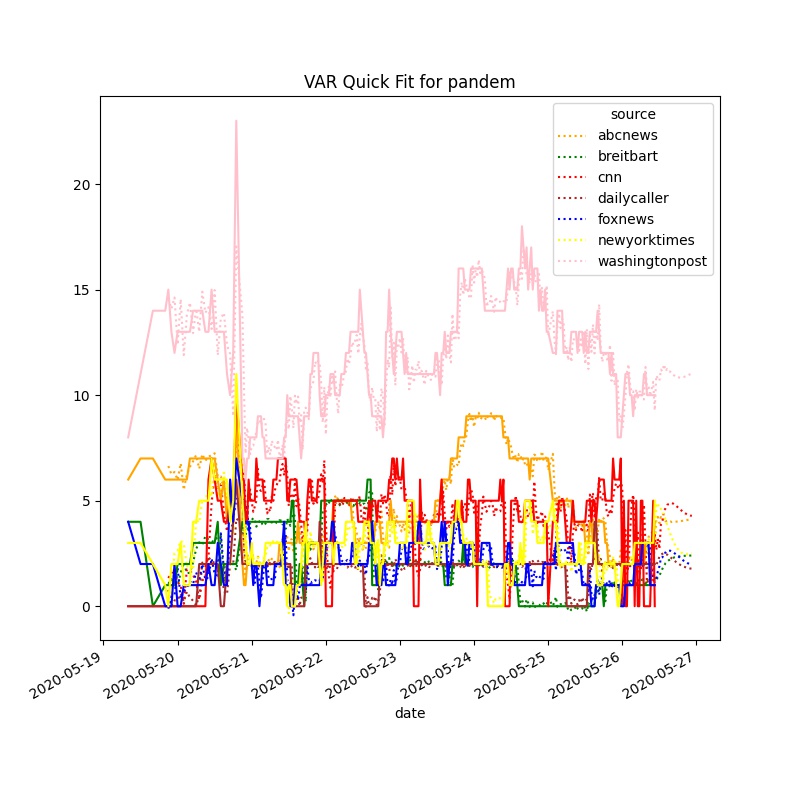 VAR Quick Fit for pandem
source
abcnews
breitbart
cnn
dailycaller
foxnews
newyorktimes
washingtonpost
20
15
10
5
0
2020-05-19
2020-05-20
2020-05-21
2020-05-22
2020-05-23
2020-05-24
2020-05-25
2020-05-26
2020-05-27
date